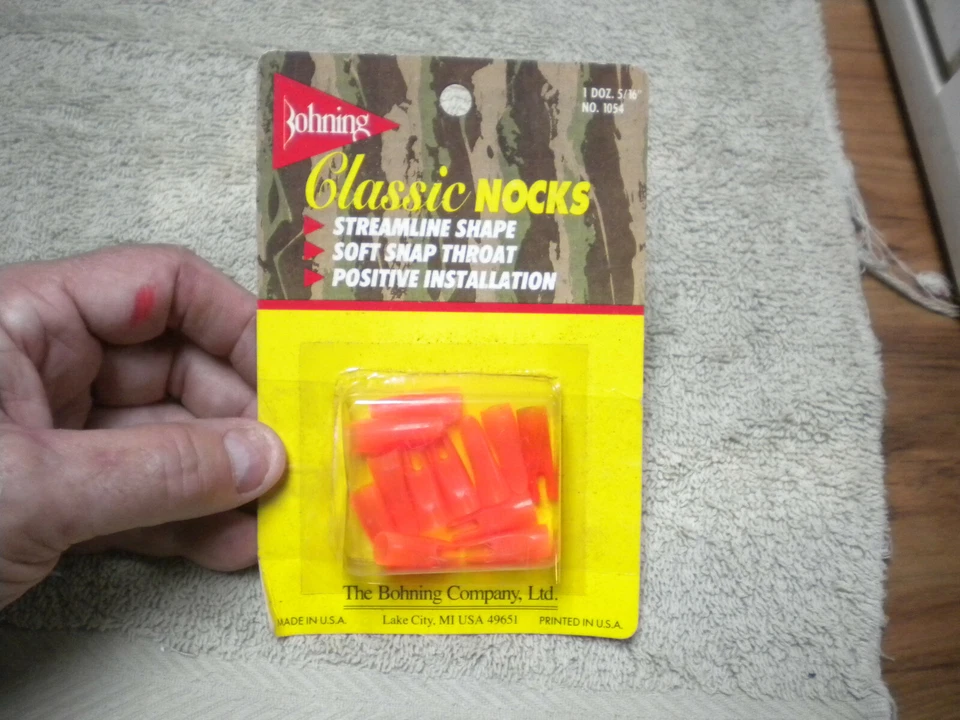 1 DOZ. 5/16"
NO. 1054
Bohning
Classic NOCKS
STREAMLINE SHAPE
SOFT SNAP THROAT
POSITIVE INSTALLATION
The Bohning Company, Ltd.
MADE IN U.S.A. Lake City, MI USA 49651 PRINTED IN U.S.A.